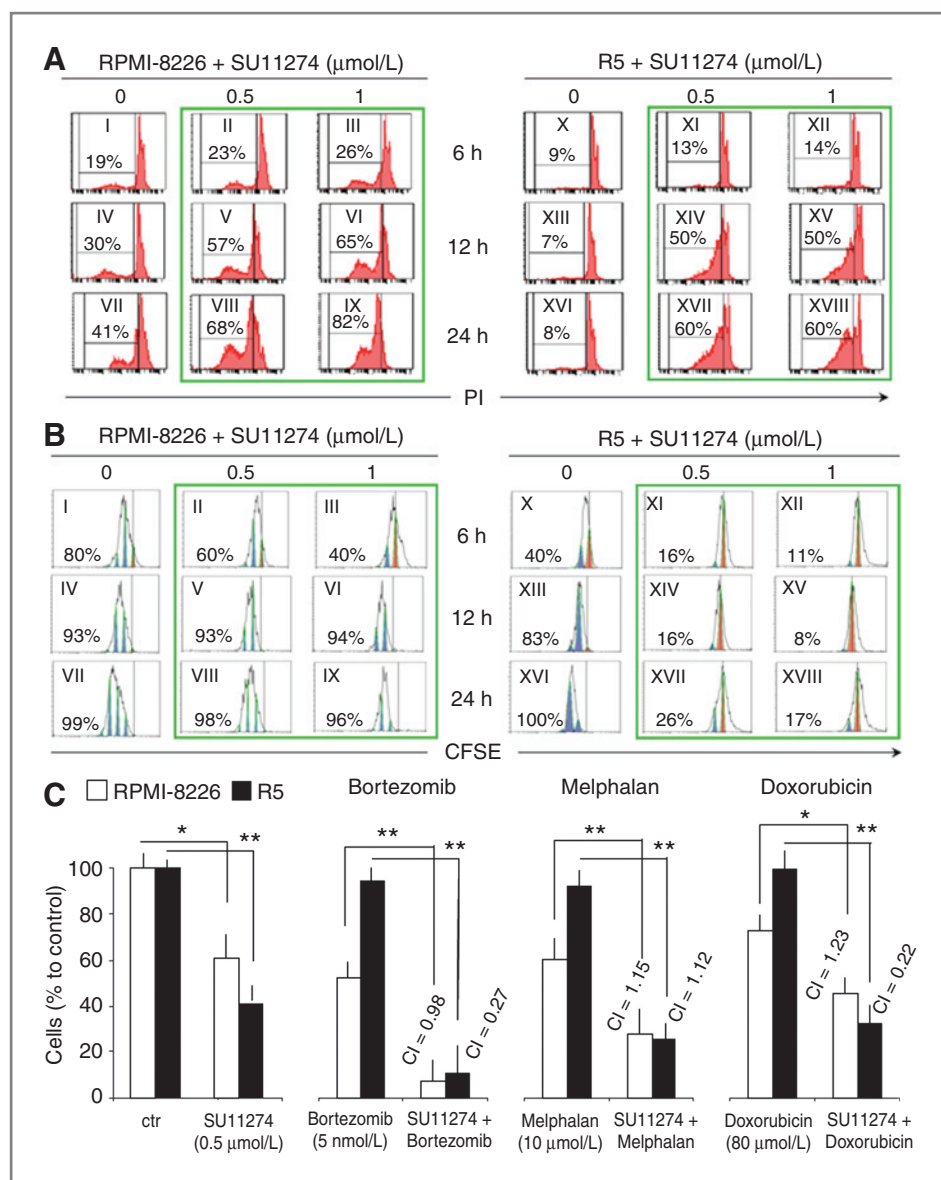 A
RPMI-8226 + SU11274 (μmol/L)
R5 + SU11274 (μmol/L)
0 0.5 1
0 0.5 1
I II III
19% 23% 26%
6 h
X XI XII
9% 13% 14%
IV V VI
30% 57% 65%
12 h
XIII XIV XV
7% 50% 50%
VII VIII IX
41% 68% 82%
24 h
XVI XVII XVIII
8% 60% 60%
PI
B
RPMI-8226 + SU11274 (μmol/L)
R5 + SU11274 (μmol/L)
0 0.5 1
0 0.5 1
I II III
80% 60% 40%
6 h
X XI XII
40% 16% 11%
IV V VI
93% 93% 94%
12 h
XIII XIV XV
83% 16% 8%
VII VIII IX
99% 98% 96%
24 h
XVI XVII XVIII
100% 26% 17%
CFSE
C
RPMI-8226 R5
Bortezomib
Melphalan
Doxorubicin
* **
** **
** **
* **
Cells (% to control)
100
80
60
40
20
0
CI = 0.98
CI = 0.27
CI = 1.15
CI = 1.12
CI = 1.23
CI = 0.22
ctr
SU11274
(0.5 μmol/L)
Bortezomib
(5 nmol/L)
SU11274 +
Bortezomib
Melphalan
(10 μmol/L)
SU11274 +
Melphalan
Doxorubicin
(80 μmol/L)
SU11274 +
Doxorubicin